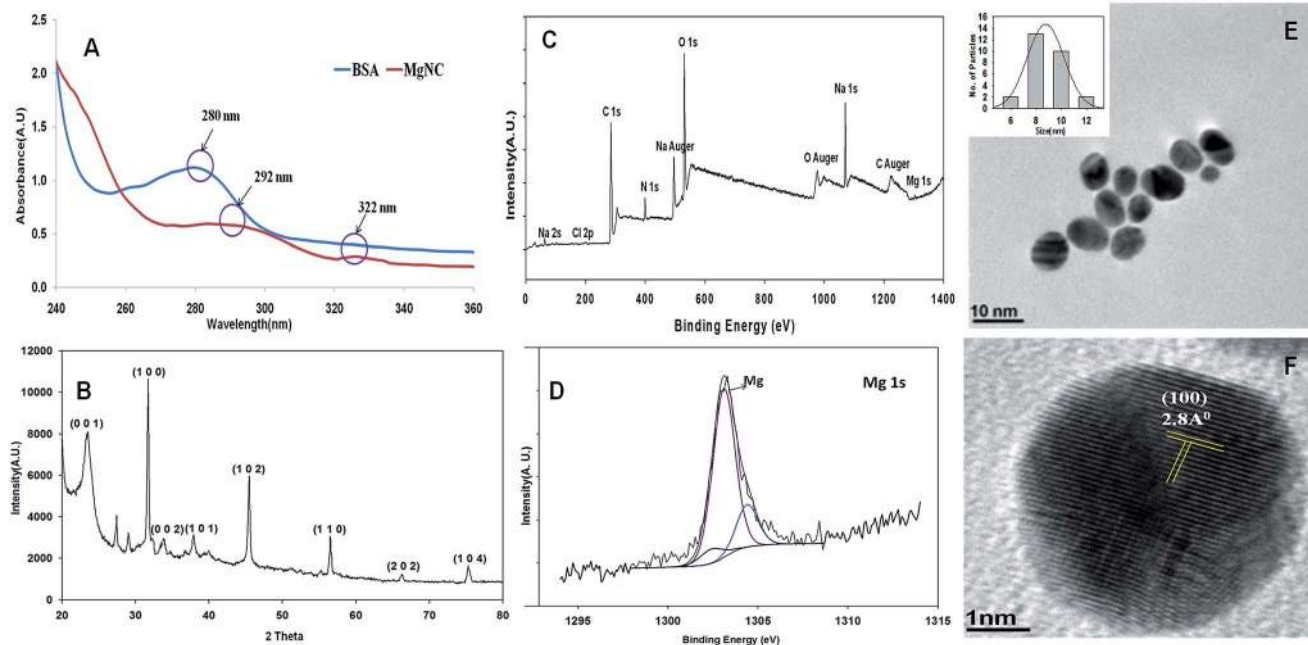 A
BSA MgNC
280 nm
292 nm
322 nm
2.5
2.0
1.5
1.0
0.5
0.0
Absorbance(A.U)
240 260 280 300 320 340 360
Wavelength(nm)
B
(1 0 0)
(0 0 1)
(1 0 2)
(0 0 2)(1 0 1)
(1 1 0)
(2 0 2)
(1 0 4)
12000
10000
8000
6000
4000
2000
0
Intensity(A.U.)
20 30 40 50 60 70 80
2 Theta
C
O 1s
C 1s
Na 1s
Na Auger
N 1s
O Auger
C Auger
Mg 1s
Na 2s
Cl 2p
Intensity(A.U.)
0 200 400 600 800 1000 1200 1400
Binding Energy (eV)
D
Mg
Mg 1s
Intensity(A. U.)
1295 1300 1305 1310 1315
Binding Energy (eV)
E
16
14
12
10
8
6
4
2
0
No. of Particles
6 8 10 12
Size(nm)
10 nm
F
(100)
2.8A⁰
1nm